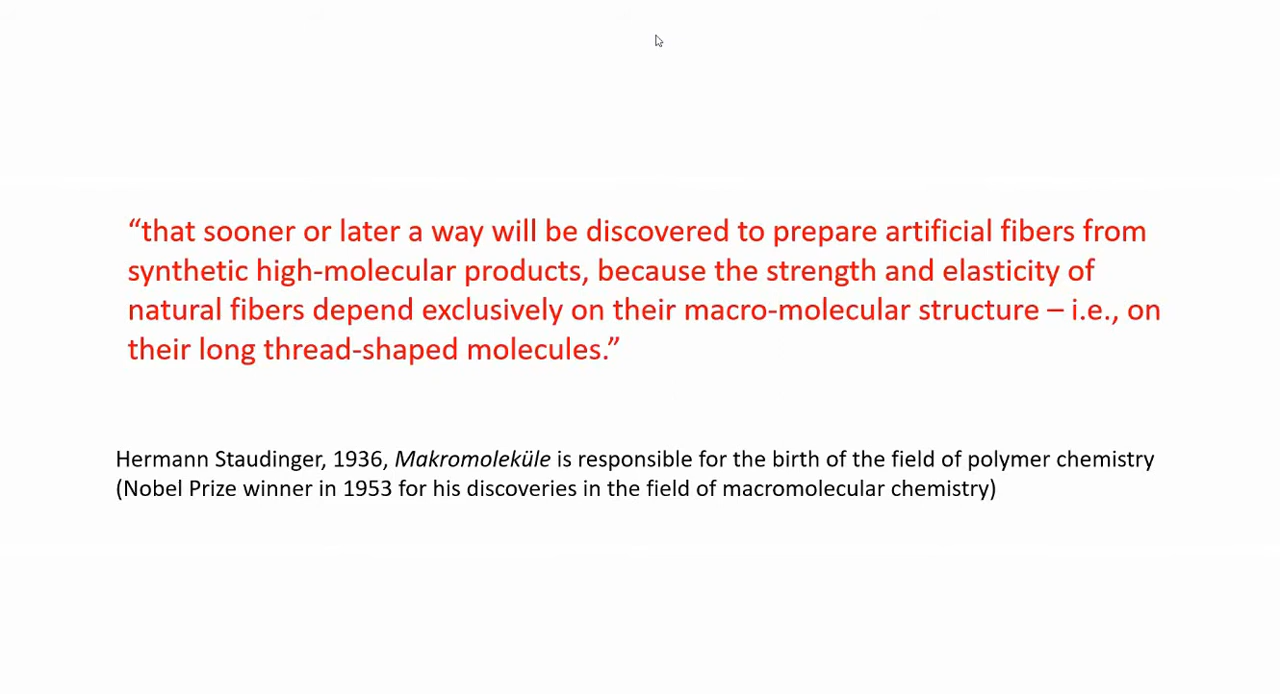 “that sooner or later a way will be discovered to prepare artificial fibers from
synthetic high-molecular products, because the strength and elasticity of
natural fibers depend exclusively on their macro-molecular structure – i.e., on
their long thread-shaped molecules.”
Hermann Staudinger, 1936, Makromoleküle is responsible for the birth of the field of polymer chemistry
(Nobel Prize winner in 1953 for his discoveries in the field of macromolecular chemistry)